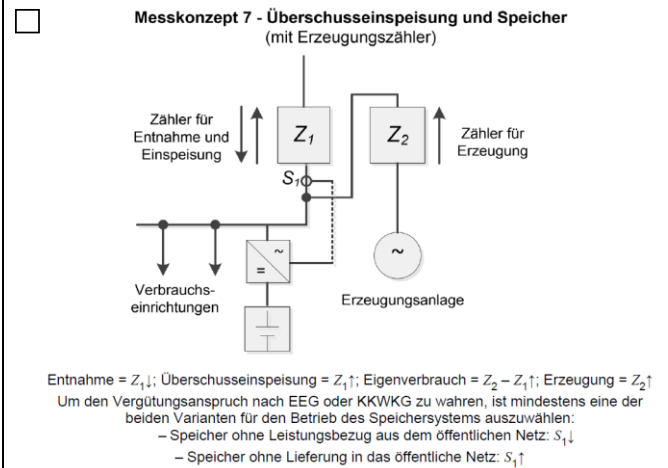 Messkonzept 7 - Überschusseinspeisung und Speicher
(mit Erzeugungszähler)
Zähler für
Entnahme und
Einspeisung
Z1
Z2
Zähler für
Erzeugung
S1
~
=
~
Verbrauchs-
einrichtungen
Erzeugungsanlage
Entnahme = Z1↓; Überschusseinspeisung = Z1↑; Eigenverbrauch = Z2 – Z1↑; Erzeugung = Z2↑
Um den Vergütungsanspruch nach EEG oder KKWKG zu wahren, ist mindestens eine der
beiden Varianten für den Betrieb des Speichersystems auszuwählen:
– Speicher ohne Leistungsbezug aus dem öffentlichen Netz: S1↓
– Speicher ohne Lieferung in das öffentliche Netz: S1↑